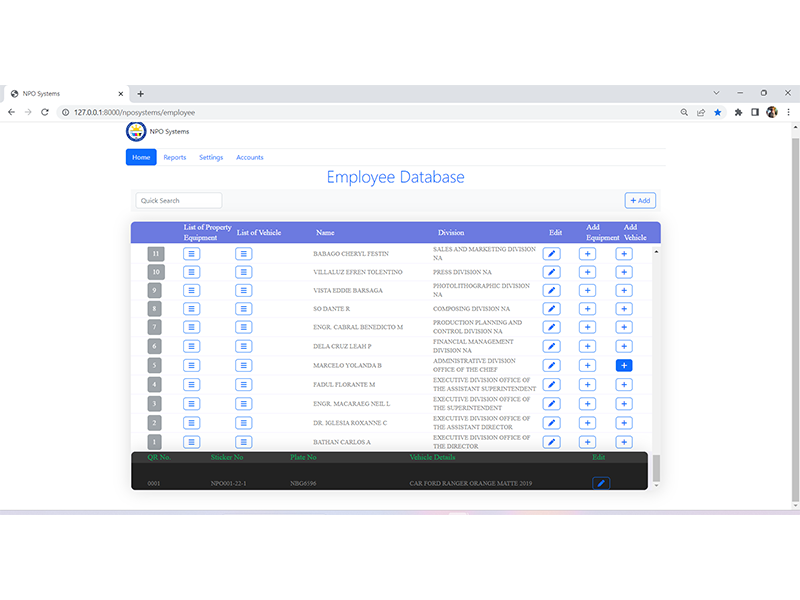 NPO Systems
127.0.0.1:8000/nposystems/employee
NPO Systems
Home Reports Settings Accounts
Employee Database
Quick Search
+ Add
List of Property Equipment List of Vehicle Name Division Edit Add Equipment Add Vehicle
11 BABAGO CHERYL FESTIN SALES AND MARKETING DIVISION NA
10 VILLALUZ EFREN TOLENTINO PRESS DIVISION NA
9 VISTA EDDIE BARSAGA PHOTOLITHOGRAPHIC DIVISION NA
8 SO DANTE R COMPOSING DIVISION NA
7 ENGR. CABRAL BENEDICTO M PRODUCTION PLANNING AND CONTROL DIVISION NA
6 DELA CRUZ LEAH P FINANCIAL MANAGEMENT DIVISION NA
5 MARCELO YOLANDA B ADMINISTRATIVE DIVISION OFFICE OF THE CHIEF
4 FADUL FLORANTE M EXECUTIVE DIVISION OFFICE OF THE ASSISTANT SUPERINTENDENT
3 ENGR. MACARAEG NEIL L EXECUTIVE DIVISION OFFICE OF THE SUPERINTENDENT
2 DR. IGLESIA ROXANNE C EXECUTIVE DIVISION OFFICE OF THE ASSISTANT DIRECTOR
1 BATHAN CARLOS A EXECUTIVE DIVISION OFFICE OF THE DIRECTOR
QR No. Sticker No Plate No Vehicle Details Edit
0001 NPO001-22-1 NBG6596 CAR FORD RANGER ORANGE MATTE 2019